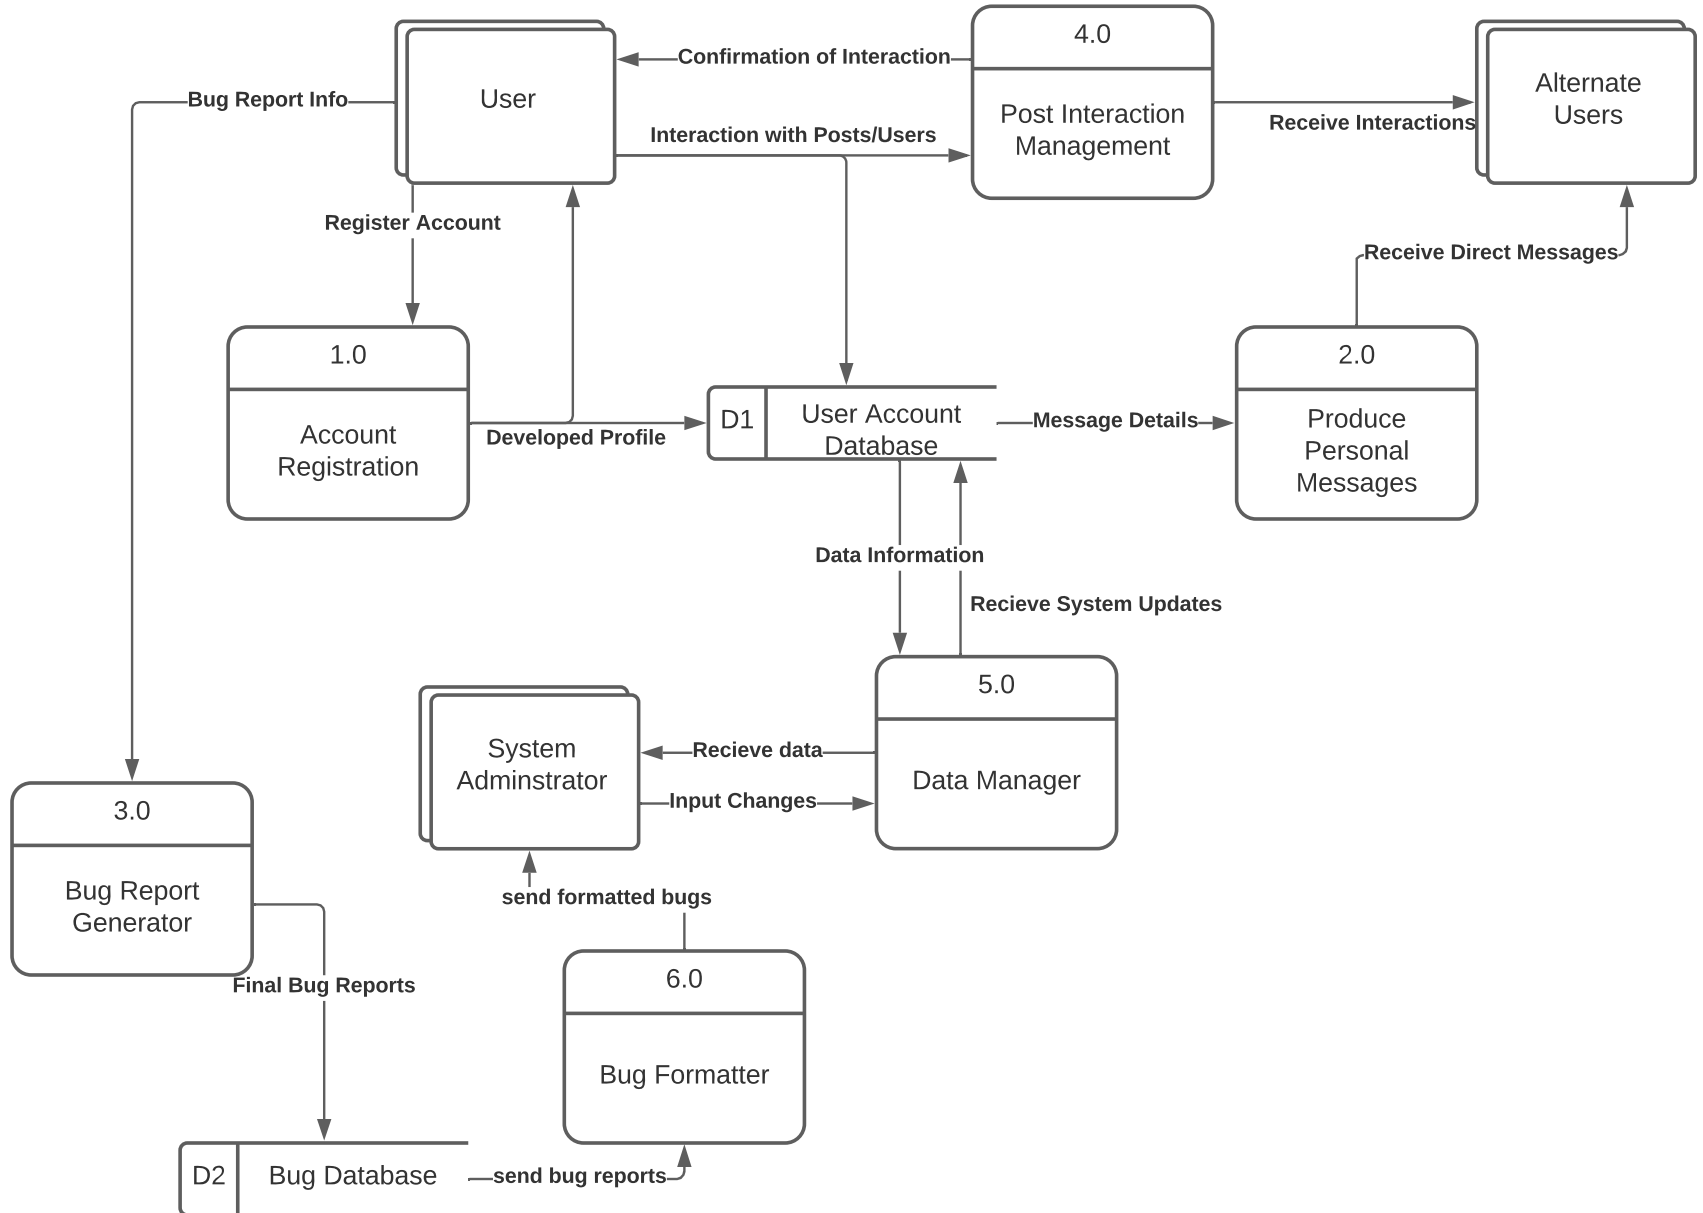 4.0
Confirmation of Interaction
User
Alternate
Users
Bug Report Info
Post Interaction
Management
Receive Interactions
Interaction with Posts/Users
Register Account
Receive Direct Messages
1.0
2.0
Account
Registration
Developed Profile
D1
User Account
Database
Message Details
Produce
Personal
Messages
Data Information
Recieve System Updates
5.0
System
Adminstrator
Recieve data
Data Manager
Input Changes
3.0
Bug Report
Generator
send formatted bugs
Final Bug Reports
6.0
Bug Formatter
D2
Bug Database
send bug reports